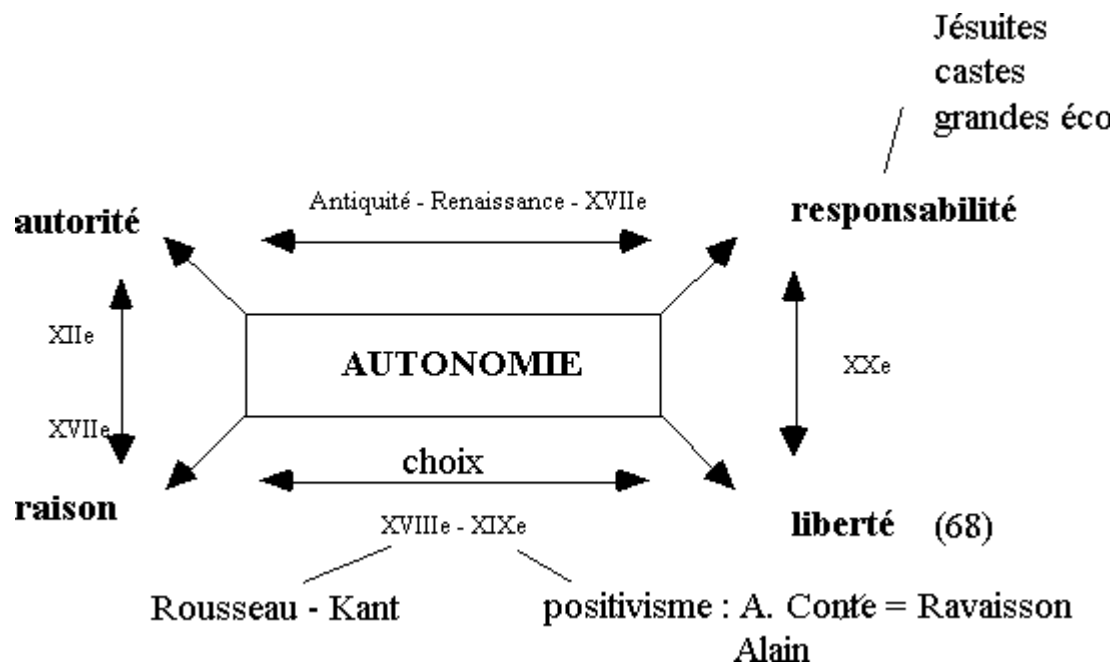 Jésuites
castes
grandes éco
Antiquité - Renaissance - XVIIe
autorité
responsabilité
XIIe
AUTONOMIE
XXe
XVIIe
choix
raison
XVIIIe - XIXe
liberté (68)
Rousseau - Kant
positivisme : A. Conte = Ravaisson
Alain